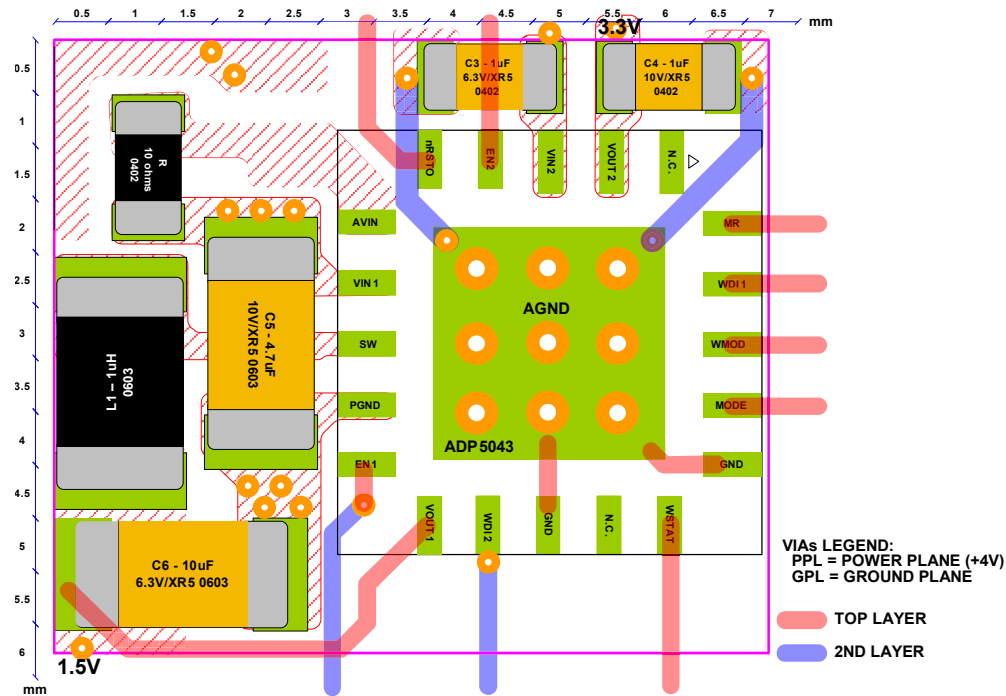 0.5 1 1.5 2 2.5 3 3.5 4 4.5 5 5.5 6 6.5 7 mm
3.3V
0.5
1
1.5
2
2.5
3
3.5
4
4.5
5
5.5
6
mm
C3 - 1uF
6.3V/XR5
0402
C4 - 1uF
10V/XR5
0402
R
10 ohms
0402
nRSTO
EN2
VIN2
VOUT 2
N.C.
AVIN
VIN 1
SW
PGND
EN1
MR
WDI 1
WMOD
MODE
GND
AGND
ADP5043
L1 – 1uH
0603
C5 - 4.7uF
10V/XR5 0603
C6 - 10uF
6.3V/XR5 0603
VOUT 1
WDI 2
GND
N.C.
WSTAT
1.5V
VIAs LEGEND:
PPL = POWER PLANE (+4V)
GPL = GROUND PLANE
TOP LAYER
2ND LAYER